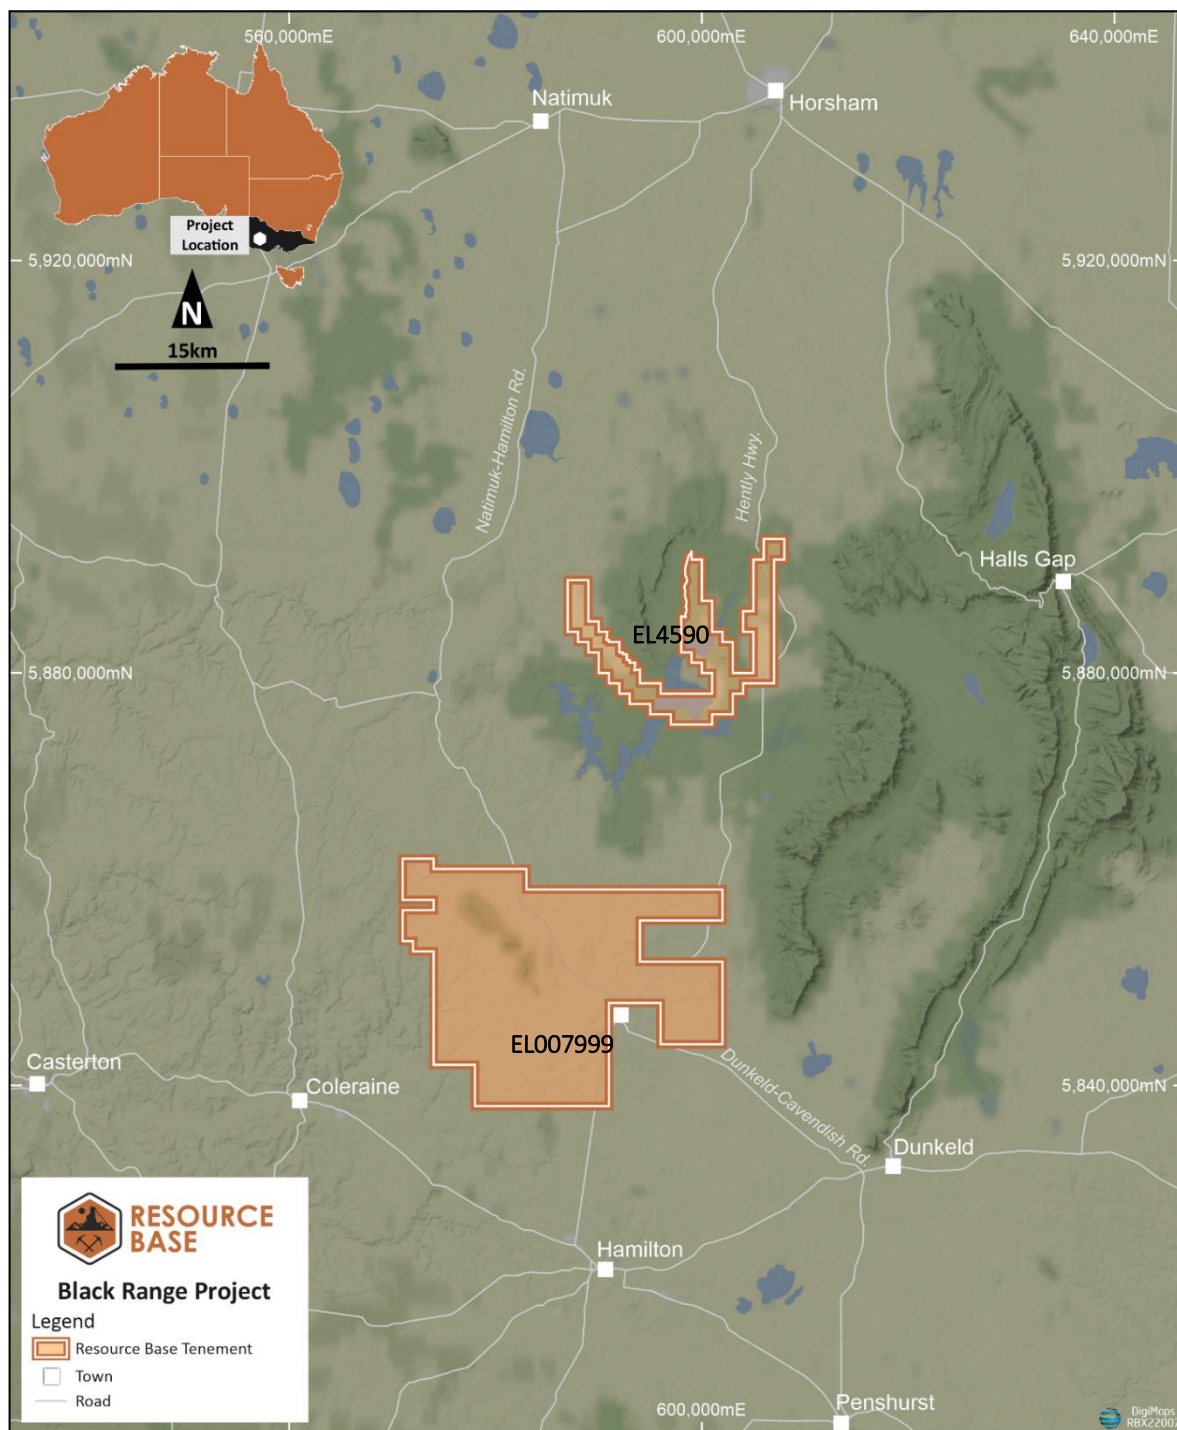 560,000mE
600,000mE
640,000mE
Natimuk
Horsham
Project
Location
5,920,000mN
5,920,000mN
N
15km
Natimuk-Hamilton Rd.
Hently Hwy.
Halls Gap
EL4590
5,880,000mN
5,880,000mN
EL007999
Casterton
Coleraine
Dunkeld-Cavendish Rd.
5,840,000mN
Dunkeld
RESOURCE
BASE
Hamilton
Black Range Project
Legend
Resource Base Tenement
Town
Road
600,000mE
Penshurst
DigiMaps
RBX22007